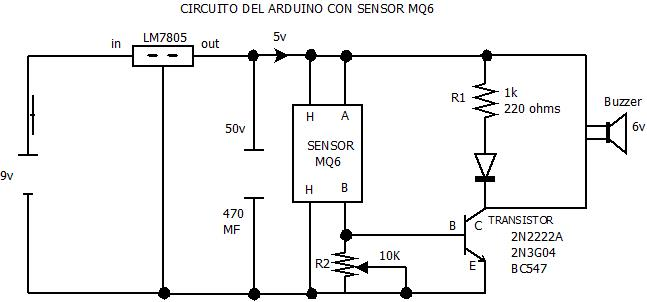 CIRCUITO DEL ARDUINO CON SENSOR MQ6
in
LM7805
out
5v
H
A
R1
1k
220 ohms
Buzzer
6v
50v
SENSOR
MQ6
9v
H
B
470
MF
B
C
TRANSISTOR
2N2222A
2N3G04
BC547
R2
10K
E